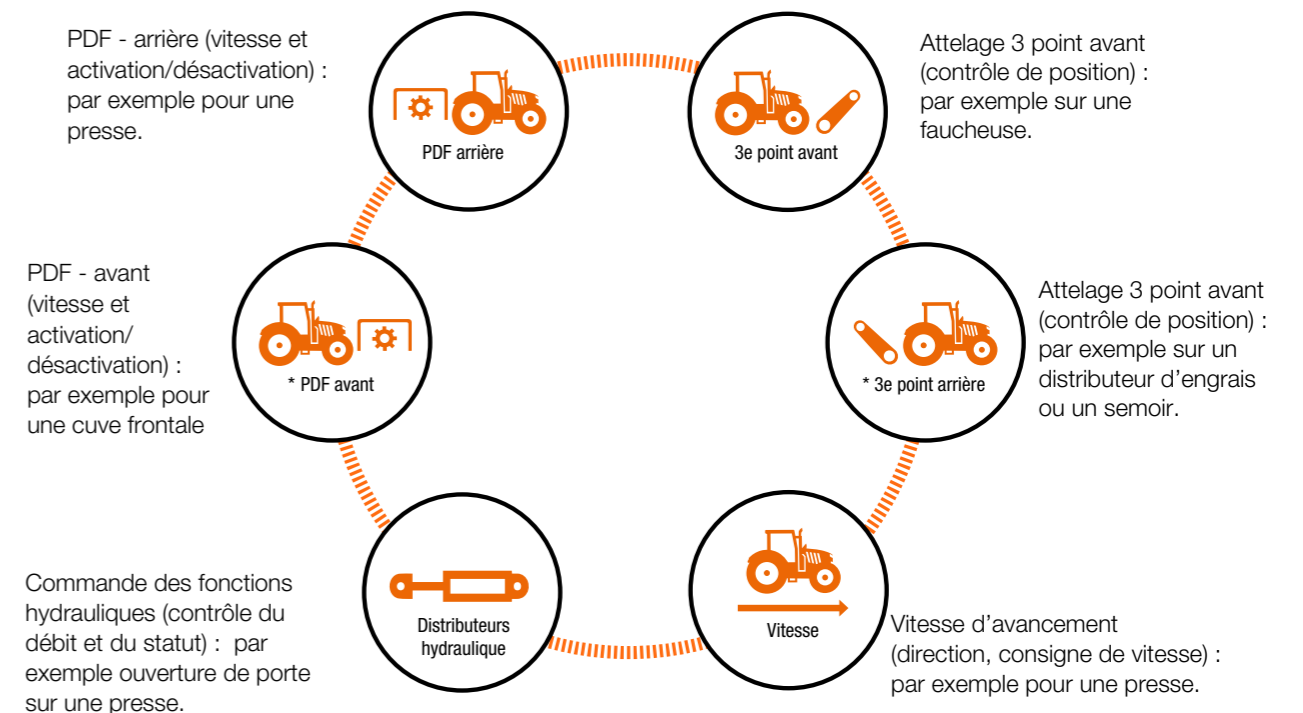 PDF - arrière (vitesse et
activation/désactivation) :
par exemple pour une
presse.
PDF arrière
3e point avant
Attelage 3 point avant
(contrôle de position) :
par exemple sur une
faucheuse.
PDF - avant
(vitesse et
activation/
désactivation) :
par exemple pour
une cuve frontale
* PDF avant
* 3e point arrière
Attelage 3 point avant
(contrôle de position) :
par exemple sur un
distributeur d’engrais
ou un semoir.
Commande des fonctions
hydrauliques (contrôle du
débit et du statut) : par
exemple ouverture de porte
sur une presse.
Distributeurs
hydraulique
Vitesse
Vitesse d’avancement
(direction, consigne de vitesse) :
par exemple pour une presse.